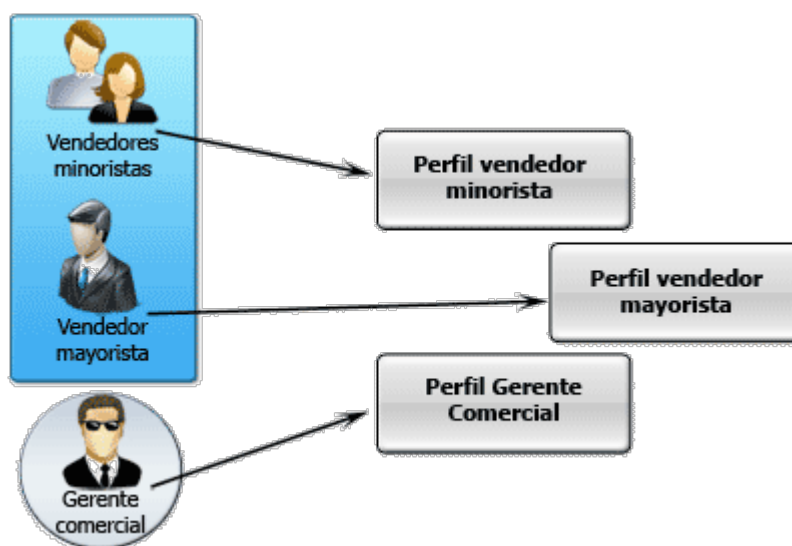 Vendedores
minoristas
Perfil vendedor
minorista
Vendedor
mayorista
Perfil vendedor
mayorista
Perfil Gerente
Comercial
Gerente
comercial